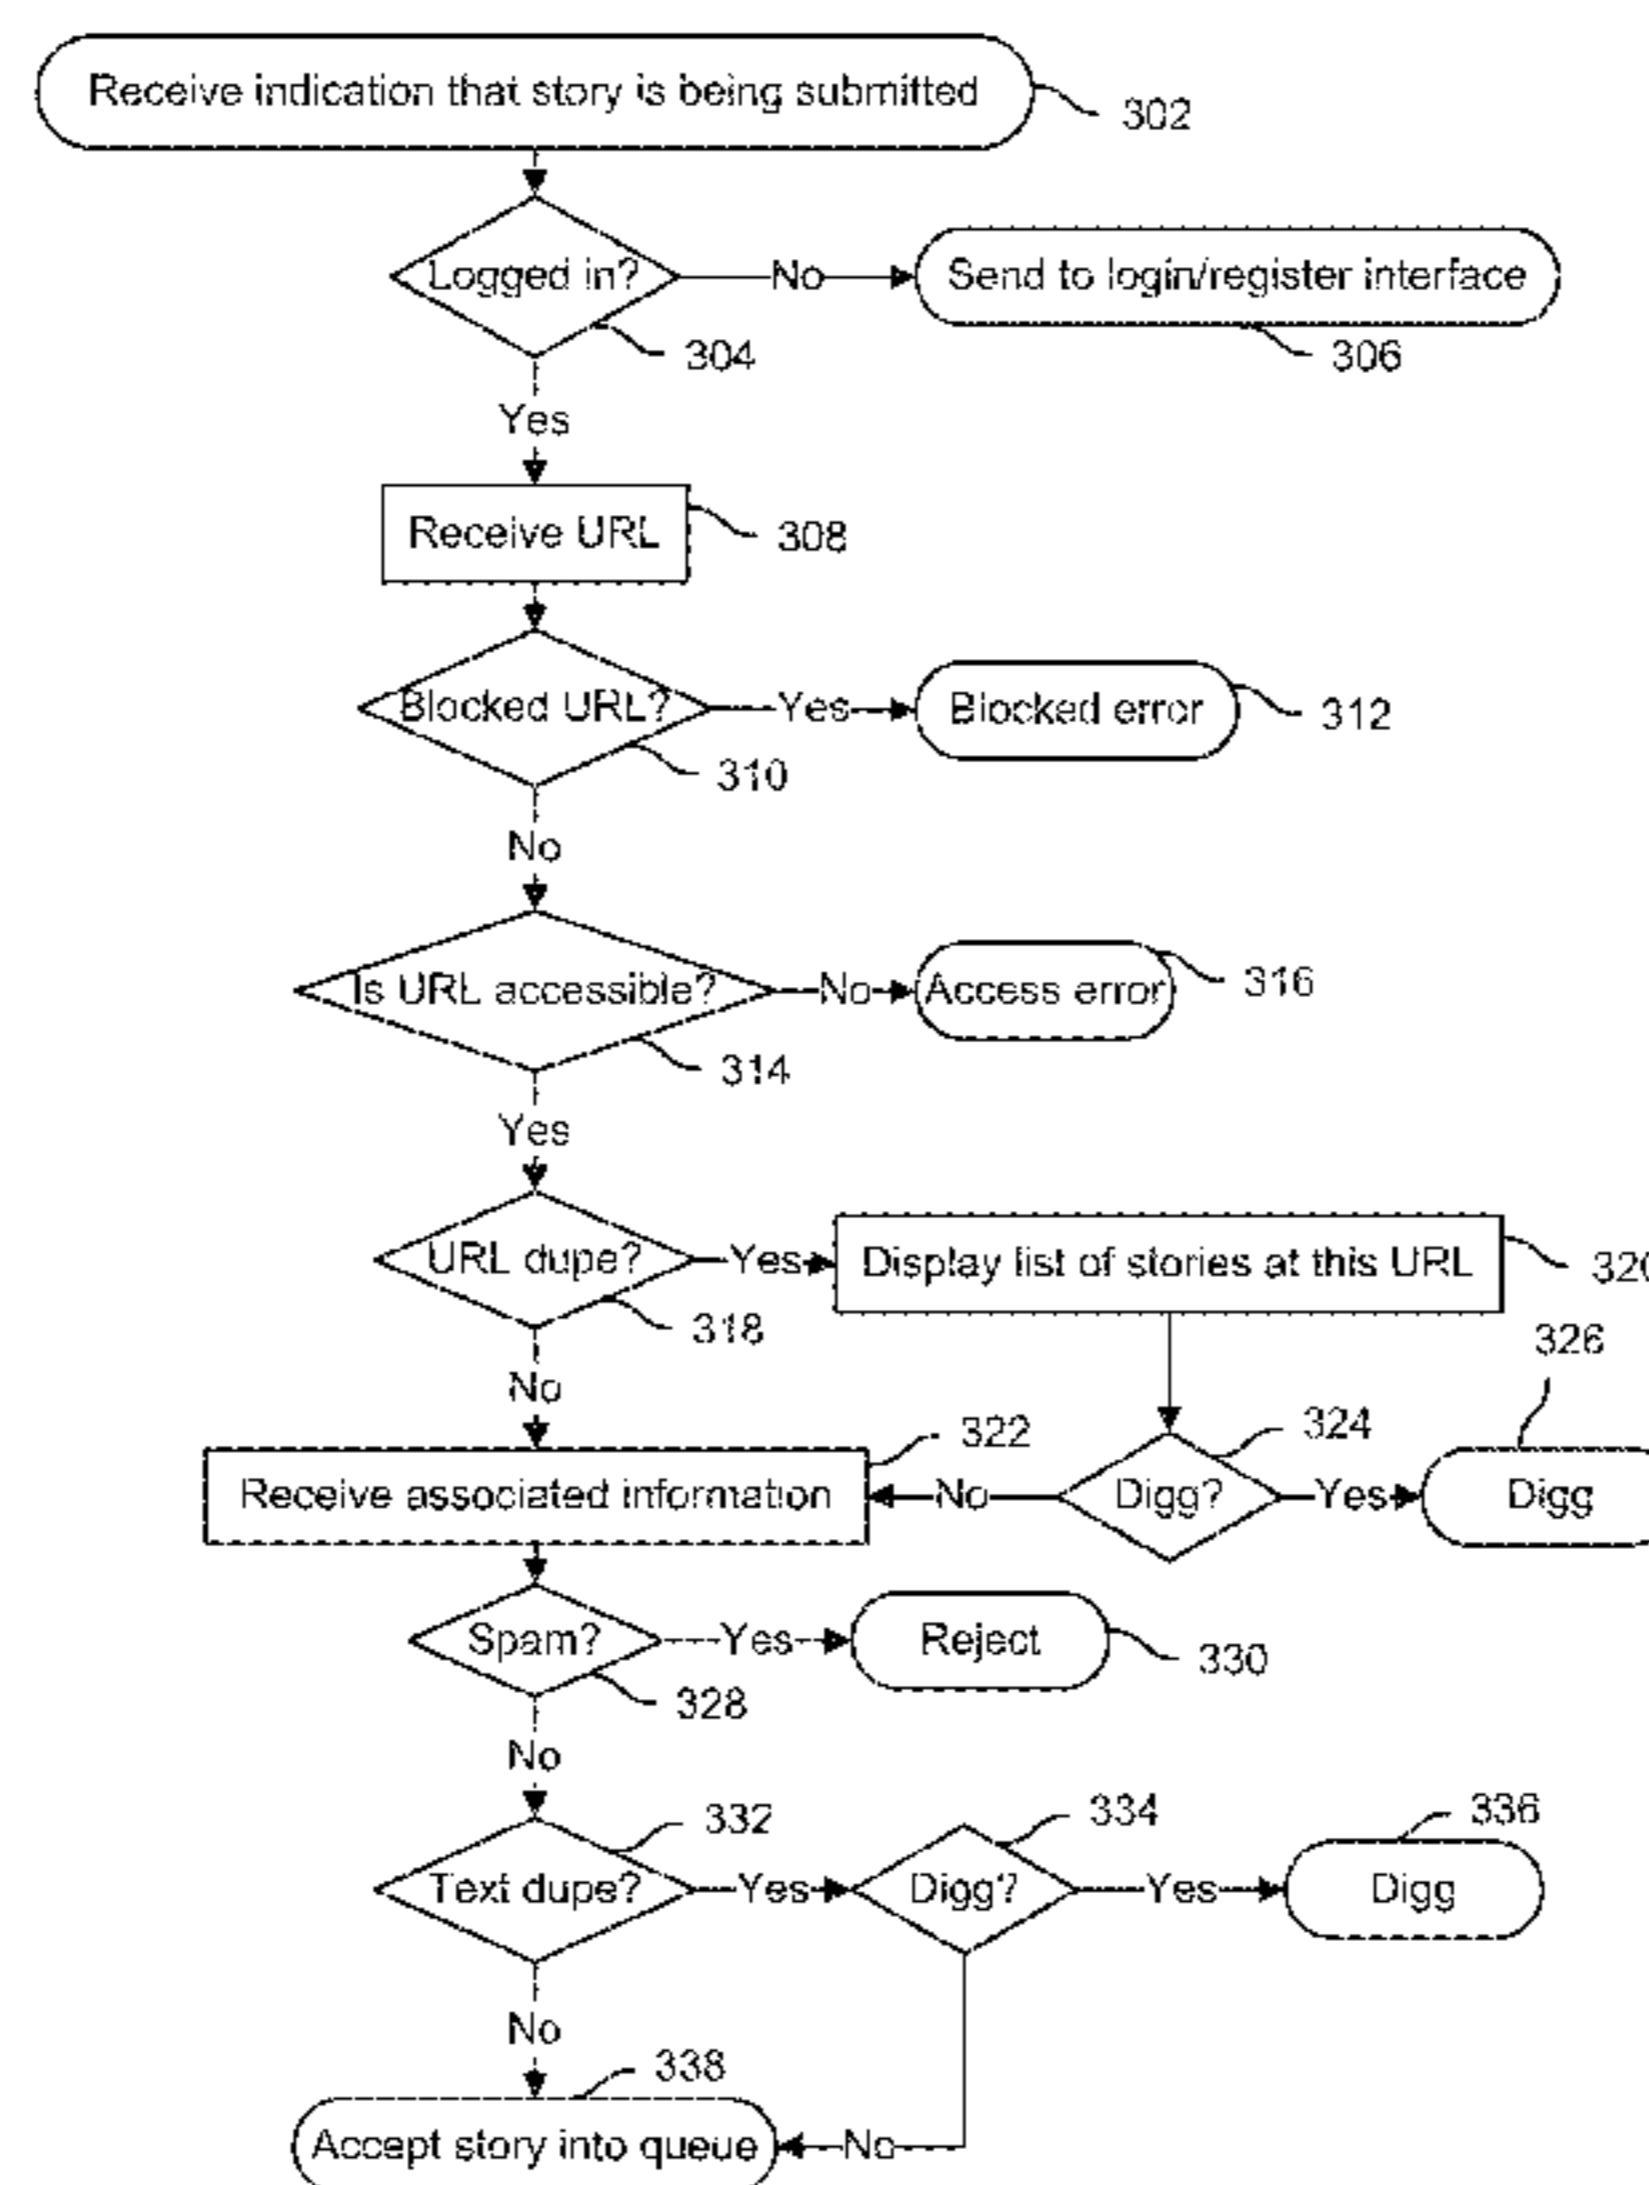 Receive indication that story is being submitted
302
Logged in?
No
Send to login/register interface
304
306
Yes
Receive URL
308
Blocked URL?
Yes
Blocked error
312
310
No
Is URL accessible?
No
Access error
316
314
Yes
URL dupe?
Yes
Display list of stories at this URL
320
318
326
No
322
324
Receive associated information
No
Digg?
Yes
Digg
Spam?
Yes
Reject
330
328
No
332
334
336
Text dupe?
Yes
Digg?
Yes
Digg
No
338
Accept story into queue
No